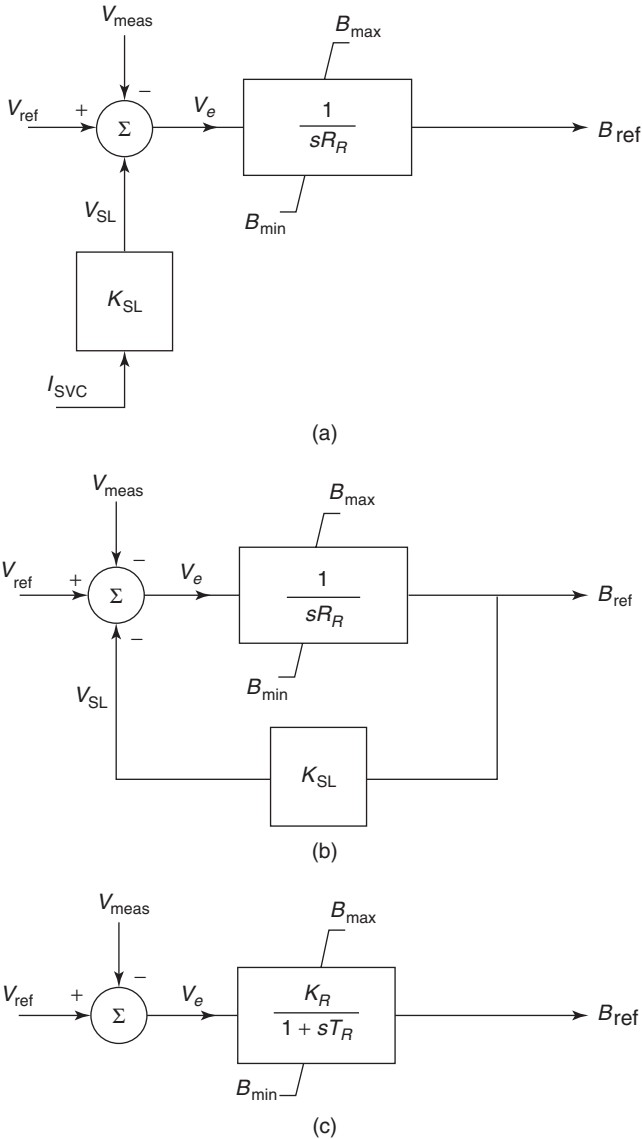 V_meas
B_max
V_ref + − Σ V_e 1 / sR_R B_ref
V_SL
B_min
K_SL
I_SVC
(a)
V_meas
B_max
V_ref + − Σ − V_e 1 / sR_R B_ref
V_SL
B_min
K_SL
(b)
V_meas
B_max
V_ref + − Σ V_e K_R / 1 + sT_R B_ref
B_min
(c)